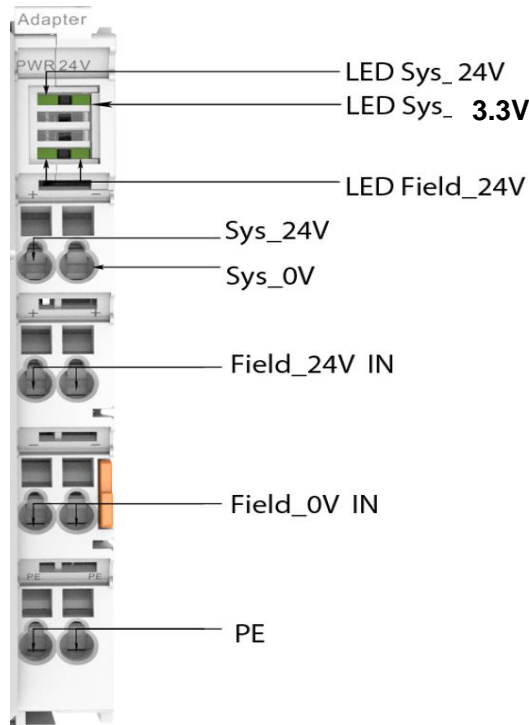 Adapter
PWR 24V
LED Sys_ 24V
LED Sys_ 3.3V
LED Field_24V
+ -
Sys_24V
Sys_0V
+ +
Field_24V IN
- -
Field_0V IN
PE PE
PE